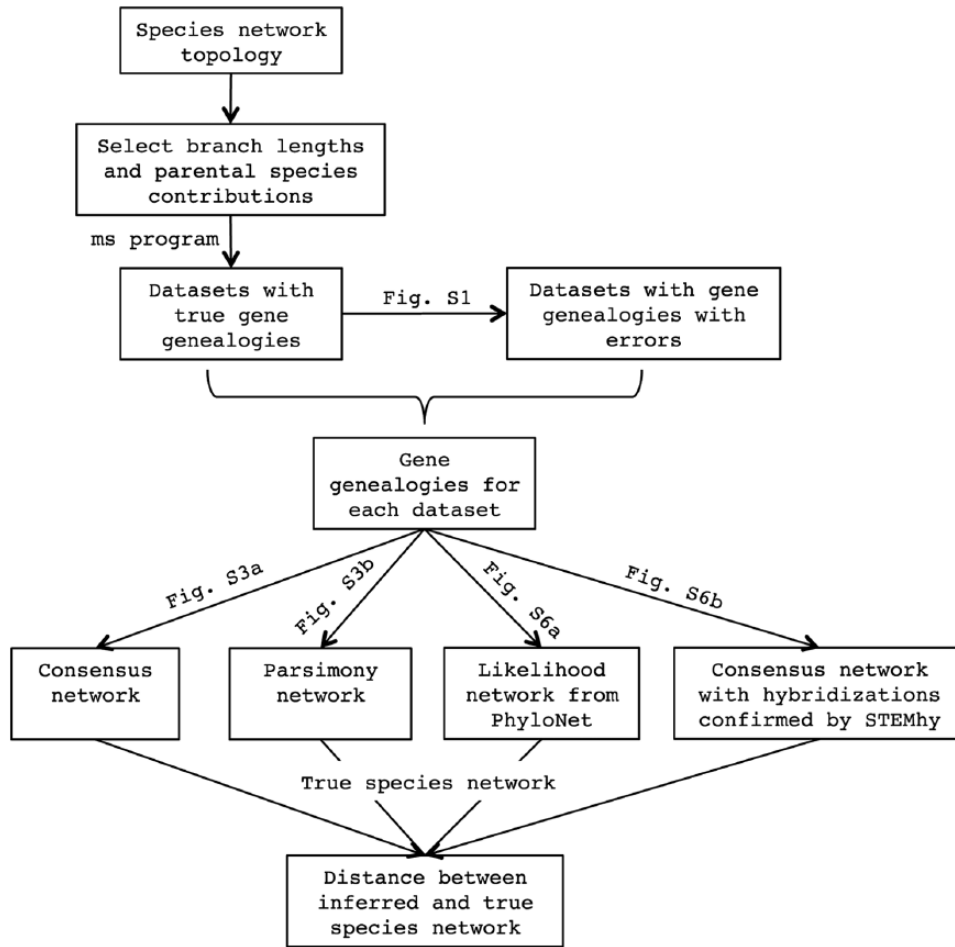 Species network
topology
Select branch lengths
and parental species
contributions
ms program
Datasets with
true gene
genealogies
Fig. S1
Datasets with gene
genealogies with
errors
Gene
genealogies for
each dataset
Fig. S3a
Fig. S3b
Fig. S6a
Fig. S6b
Consensus
network
Parsimony
network
Likelihood
network from
PhyloNet
Consensus network
with hybridizations
confirmed by STEMhy
True species network
Distance between
inferred and true
species network